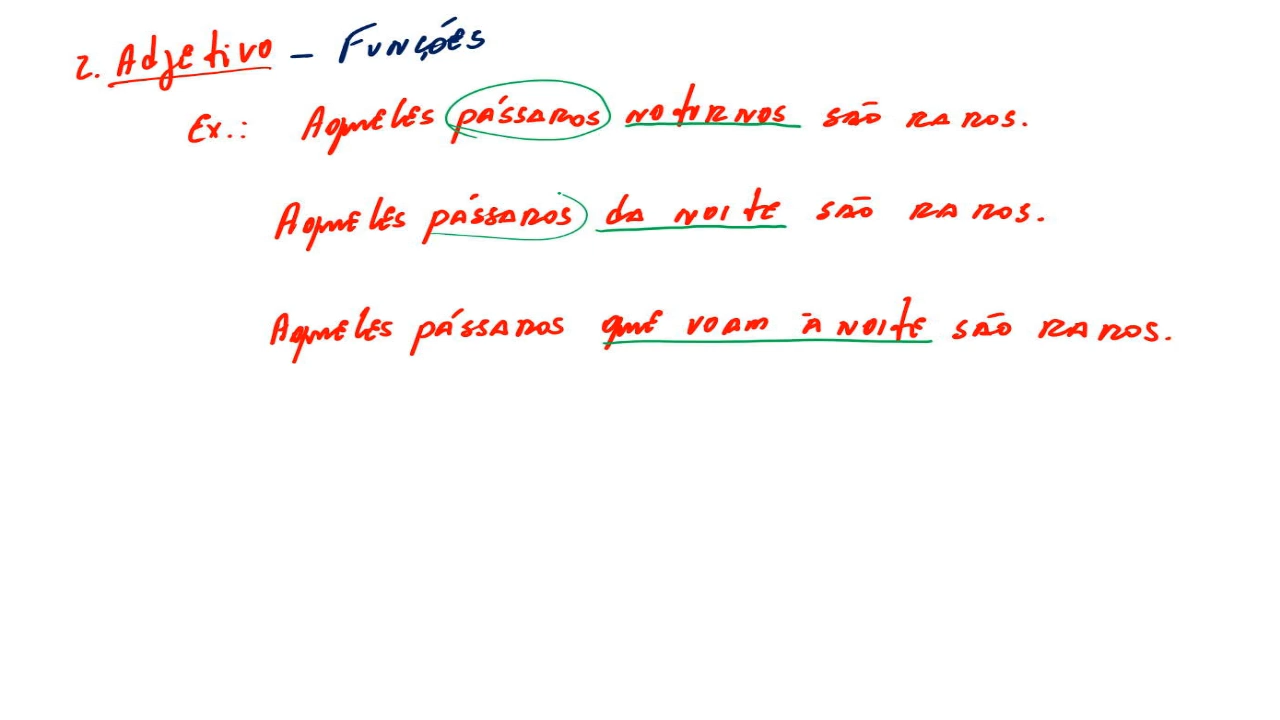 2. Adjetivo – Funções
Ex.: Aqueles pássaros noturnos são raros.
Aqueles pássaros da noite são raros.
Aqueles pássaros que voam à noite são raros.